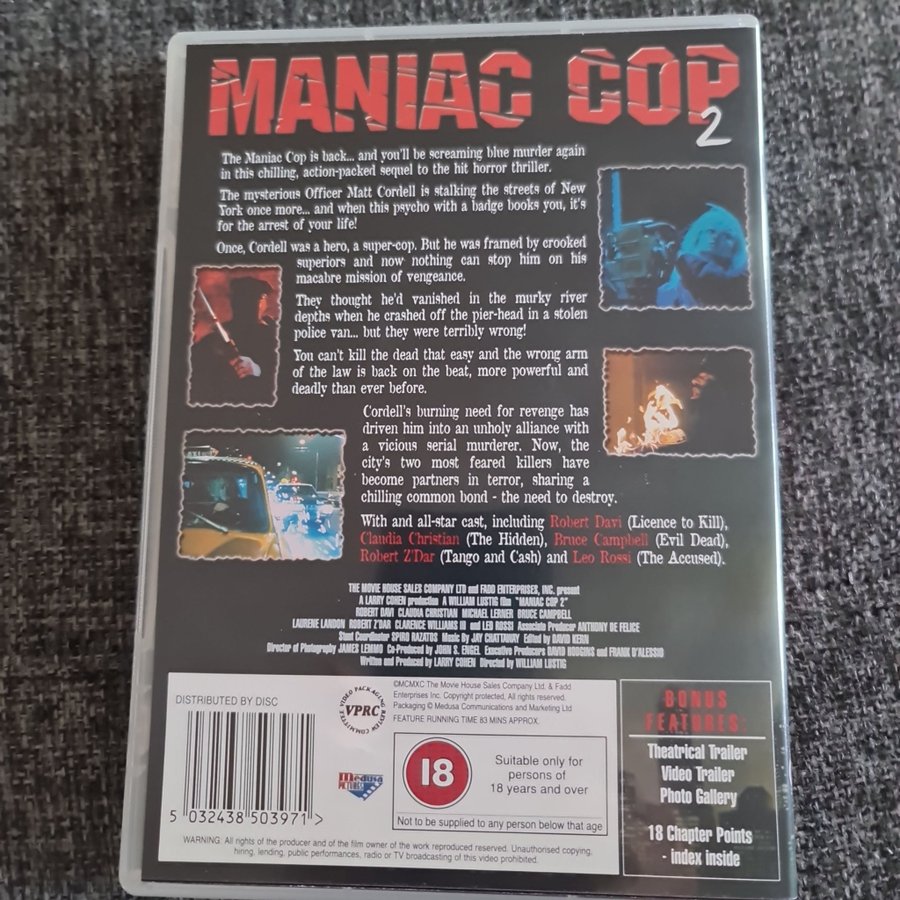 MANIAC COP
2
The Maniac Cop is back... and you'll be screaming blue murder again
in this chilling, action-packed sequel to the hit horror thriller.
The mysterious Officer Matt Cordell is stalking the streets of New
York once more... and when this psycho with a badge books you, it's
for the arrest of your life!
Once, Cordell was a hero, a super-cop. But he was framed by crooked
superiors and now nothing can stop him on his
macabre mission of vengeance.
They thought he'd vanished in the murky river
depths when he crashed off the pier-head in a stolen
police van... but they were terribly wrong!
You can't kill the dead that easy and the wrong arm
of the law is back on the beat, more powerful and
deadly than ever before.
Cordell's burning need for revenge has
driven him into an unholy alliance with
a vicious serial murderer. Now, the
city's two most feared killers have
become partners in terror, sharing a
chilling common bond - the need to destroy.
With and all-star cast, including Robert Davi (Licence to Kill),
Claudia Christian (The Hidden), Bruce Campbell (Evil Dead),
Robert Z'Dar (Tango and Cash) and Leo Rossi (The Accused).
THE MOVIE HOUSE SALES COMPANY LTD and FADD ENTERPRISES, INC. present
A LARRY COHEN production A WILLIAM LUSTIG film "MANIAC COP 2"
ROBERT DAVI CLAUDIA CHRISTIAN MICHAEL LERNER BRUCE CAMPBELL
LAURENE LANDON ROBERT Z'DAR CLARENCE WILLIAMS III and LEO ROSSI Associate Producer ANTHONY DE FELICE
Stunt Coordinator SPIRO RAZATOS Music By JAY CHATTAWAY Edited by DAVID KERN
Director of Photography JAMES LEMMO Co-Produced by JOHN S. ENGEL Executive Producers DAVID HODGINS and FRANK D'ALESSIO
Written and Produced by LARRY COHEN Directed by WILLIAM LUSTIG
DISTRIBUTED BY DISC
VIDEO PACKAGING REVIEW COMMITTEE
VPRC
©MCMXC The Movie House Sales Company Ltd. & Fadd
Enterprises Inc. Copyright protected, All rights reserved.
Packaging © Medusa Communications and Marketing Ltd
FEATURE RUNNING TIME 83 MINS APPROX.
Medusa
PICTURES
18
Suitable only for
persons of
18 years and over
Not to be supplied to any person below that age
5 032438 503971 >
WARNING: All rights of the producer and of the film owner of the work reproduced reserved. Unauthorised copying,
hiring, lending, public performances, radio or TV broadcasting of this video prohibited.
BONUS
FEATURES:
Theatrical Trailer
Video Trailer
Photo Gallery
18 Chapter Points
- index inside